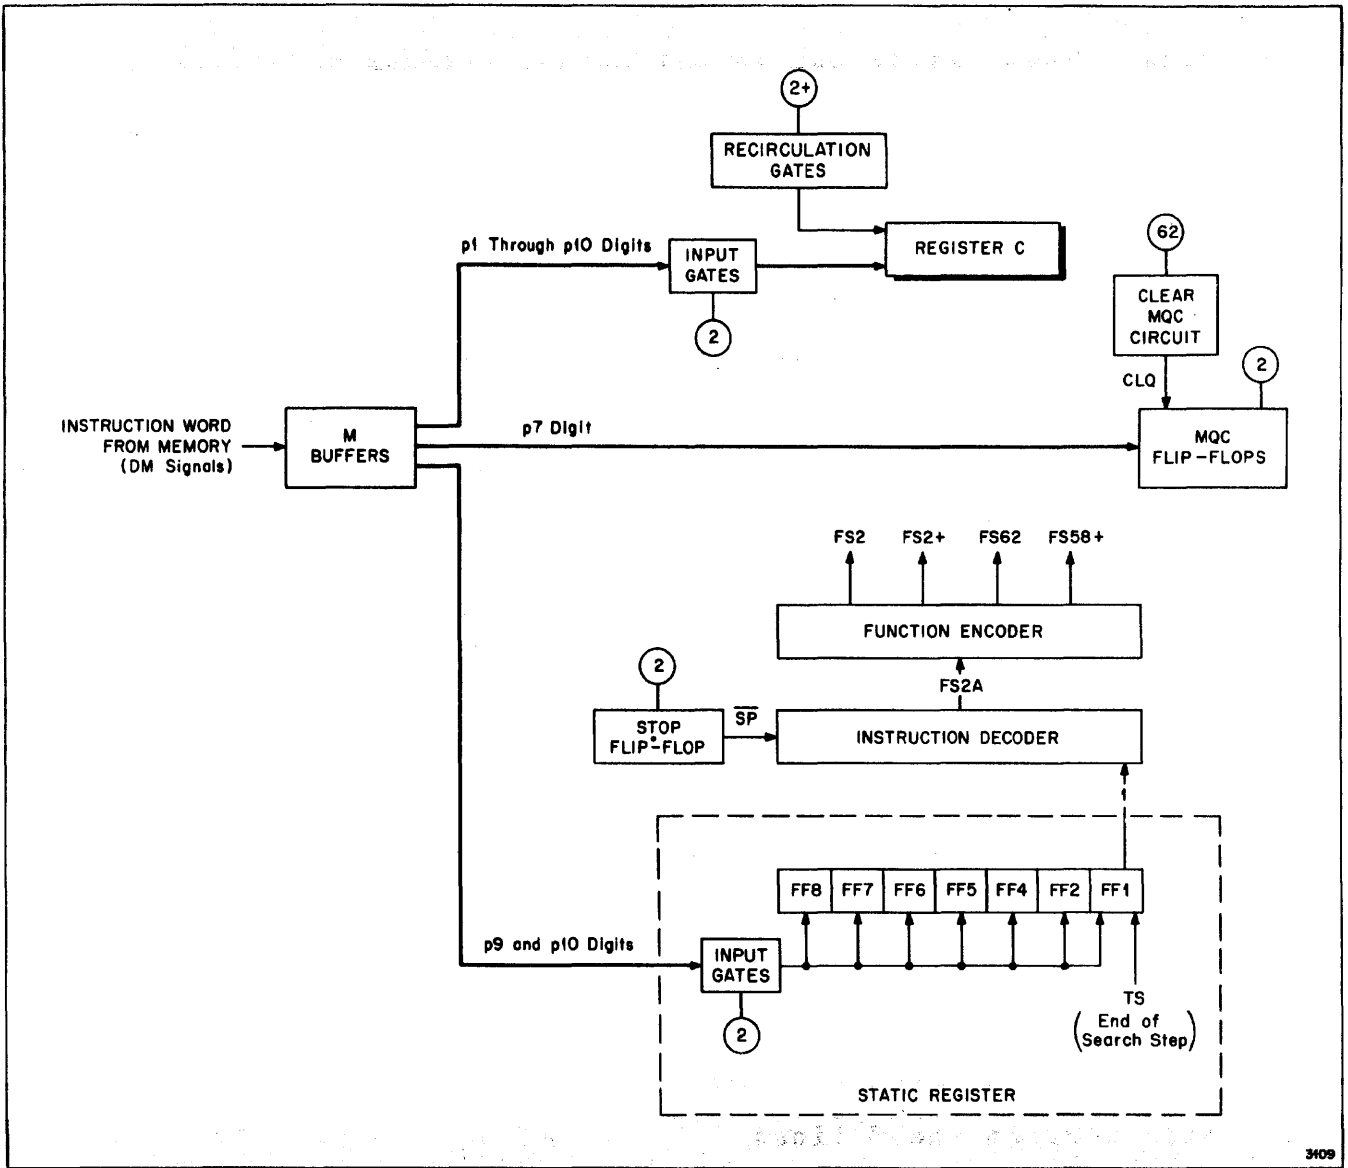 2+
RECIRCULATION
GATES
p1 Through p10 Digits
INPUT
GATES
2
REGISTER C
62
CLEAR
MQC
CIRCUIT
CLQ
2
INSTRUCTION WORD
FROM MEMORY
(DM Signals)
M
BUFFERS
p7 Digit
MQC
FLIP-FLOPS
FS2 FS2+ FS62 FS58+
FUNCTION ENCODER
2
FS2A
STOP
FLIP-FLOP
S̅P̅
INSTRUCTION DECODER
FF8 FF7 FF6 FF5 FF4 FF2 FF1
p9 and p10 Digits
INPUT
GATES
2
TS
(End of
Search Step)
STATIC REGISTER
3109